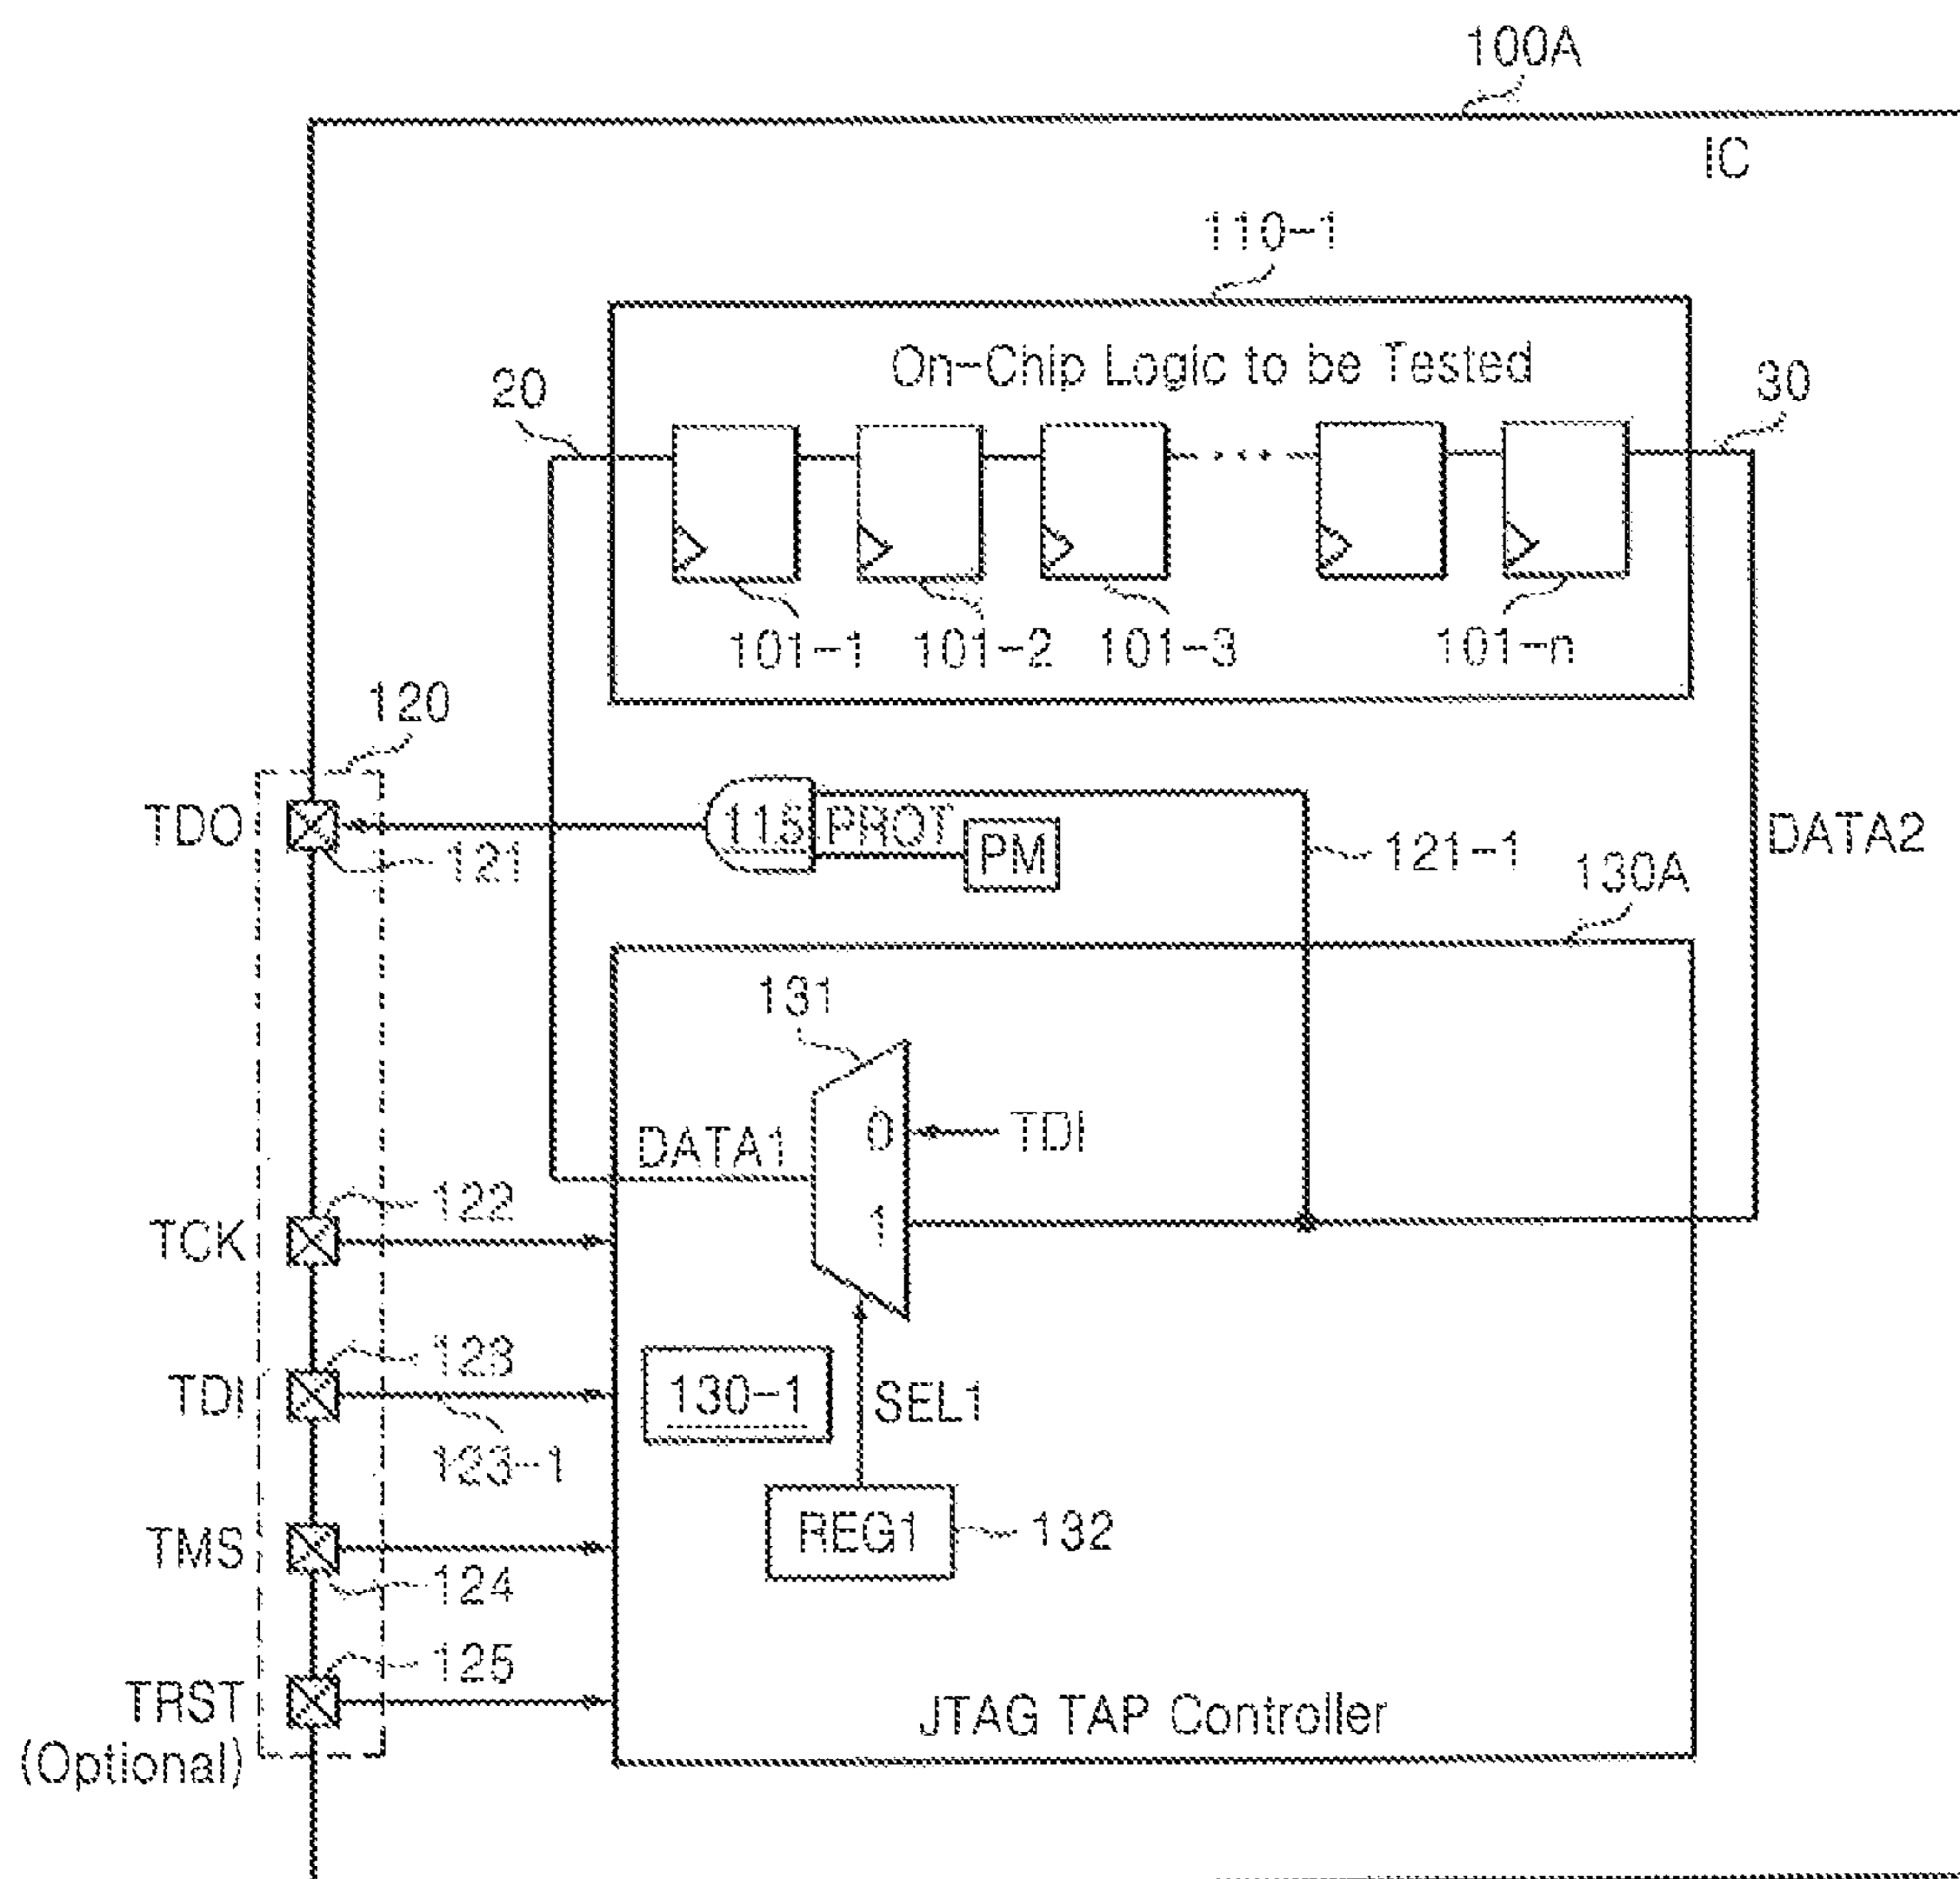 100A
IC
110-1
On-Chip Logic to be Tested
20
30
101-1
101-2
101-3
101-n
120
TDO
121
115
PROT
PM
121-1
DATA2
130A
131
0
TDI
DATA1
1
TCK
122
TDI
123
123-1
130-1
SEL1
REG1
132
TMS
124
TRST
(Optional)
125
JTAG TAP Controller